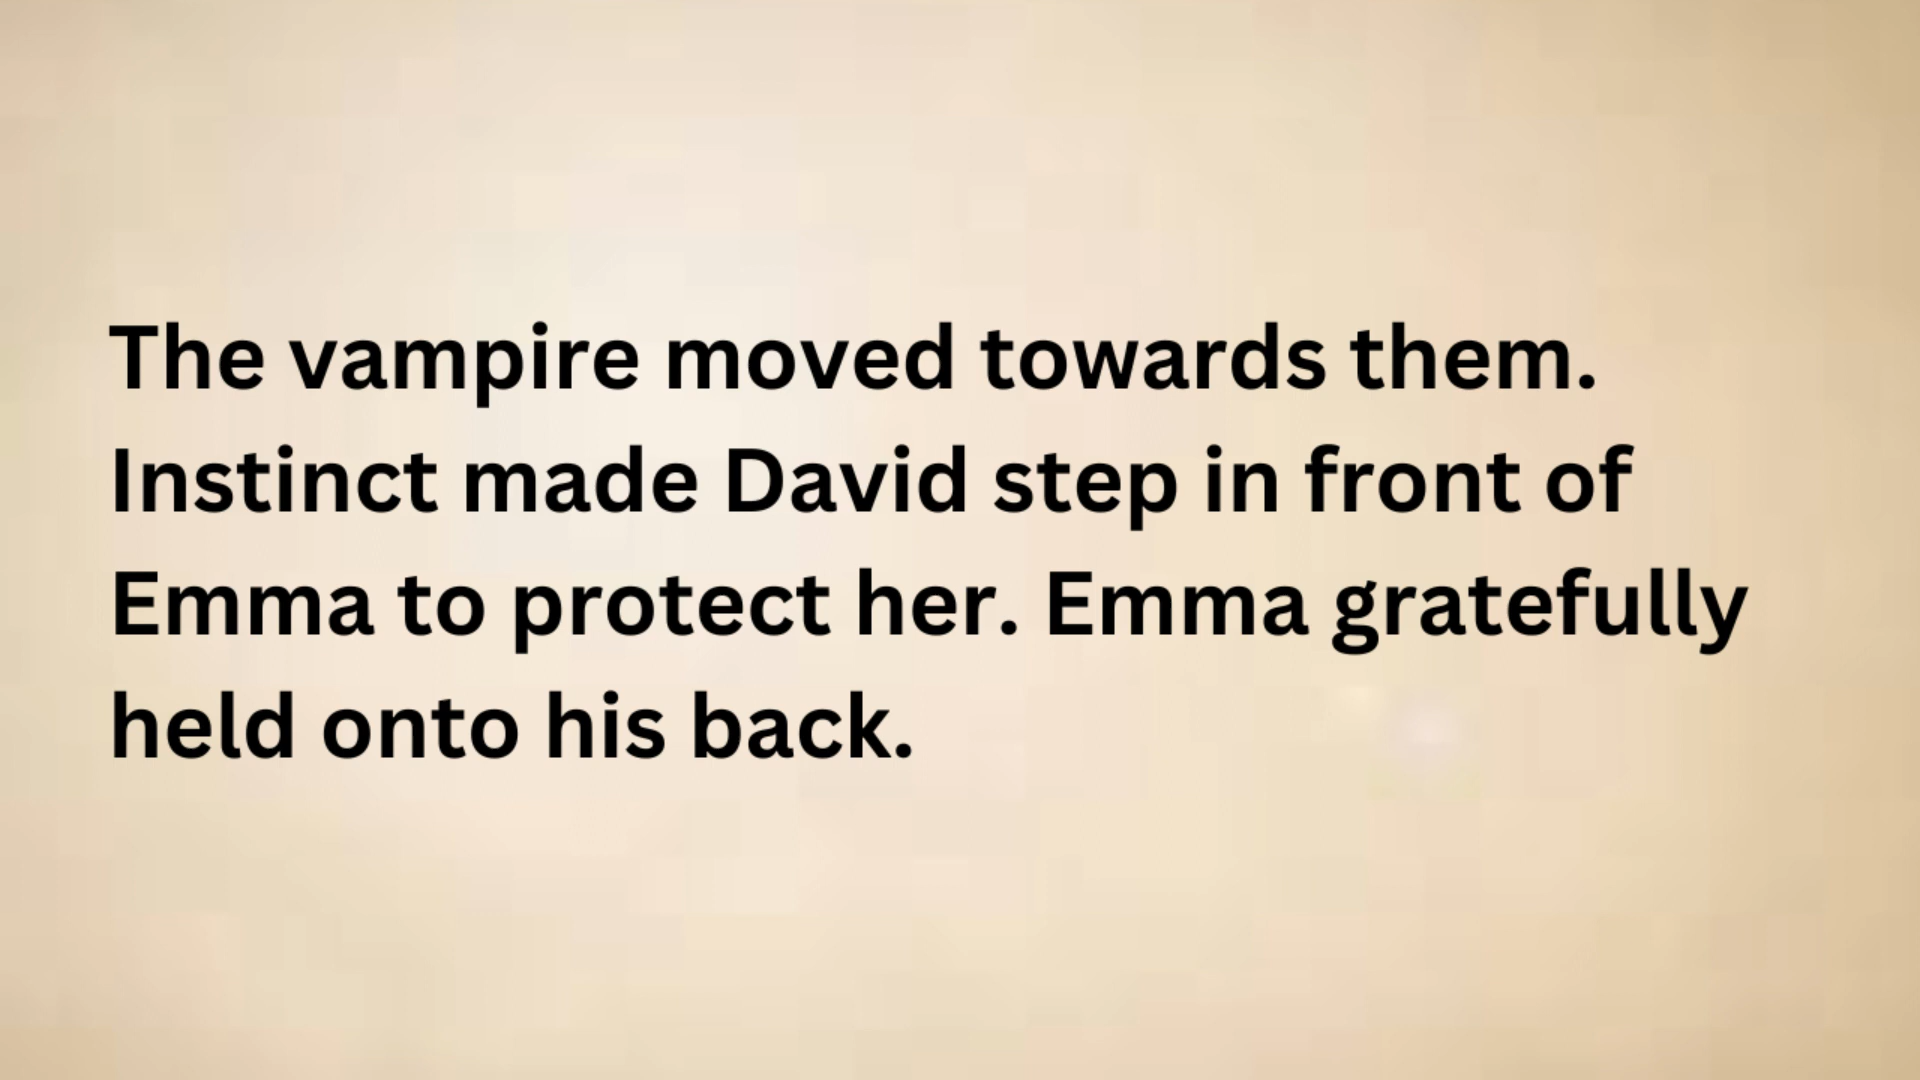 The vampire moved towards them.
Instinct made David step in front of
Emma to protect her. Emma gratefully
held onto his back.